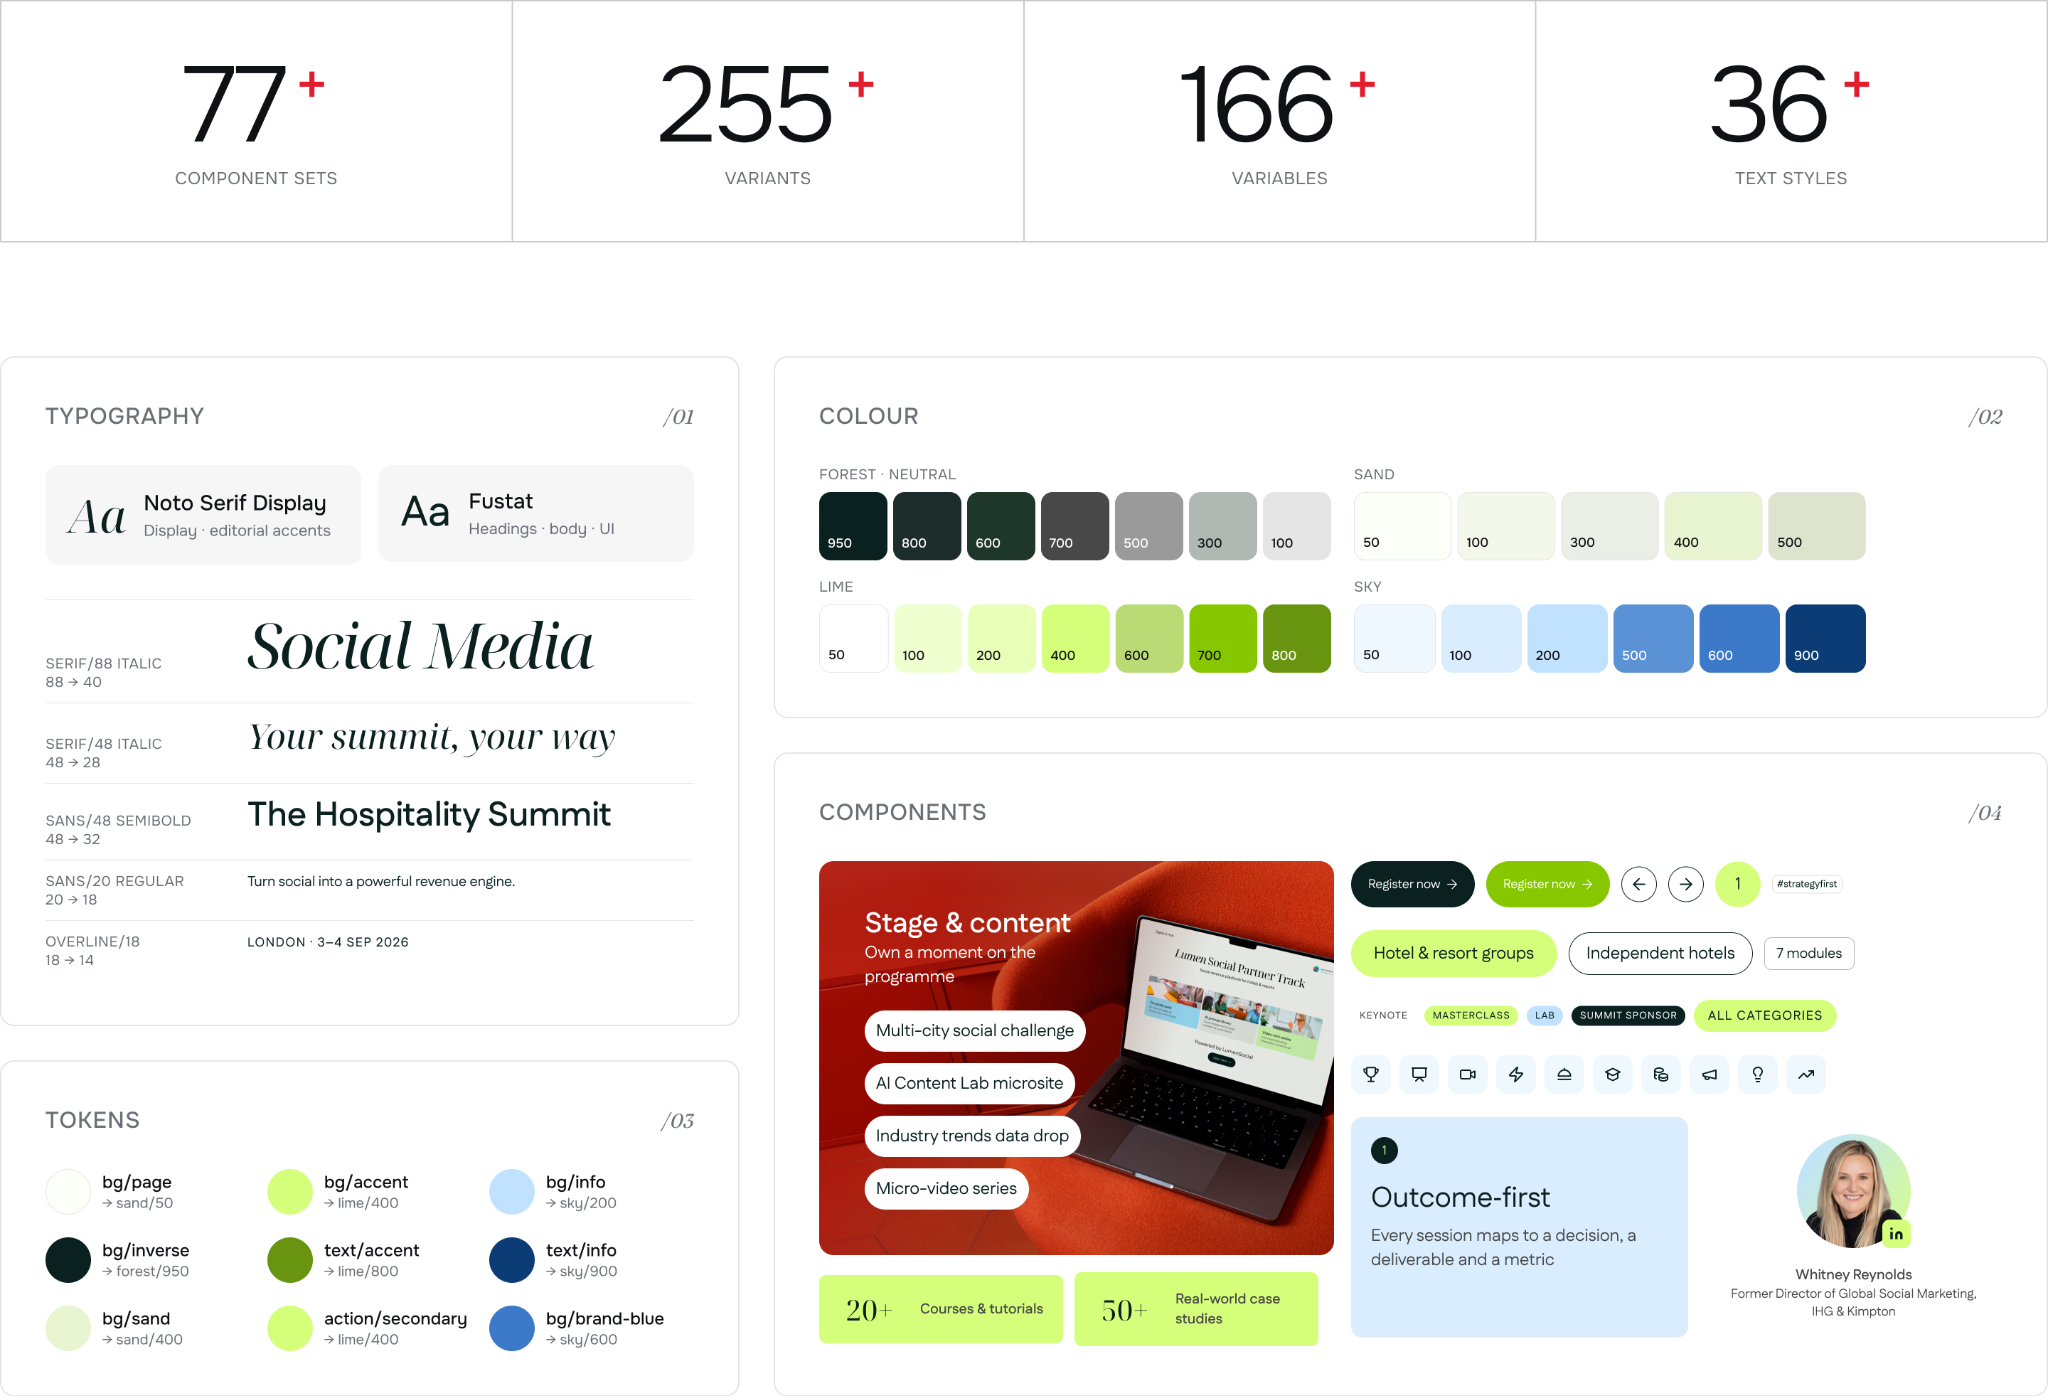 77+
COMPONENT SETS
255+
VARIANTS
166+
VARIABLES
36+
TEXT STYLES
TYPOGRAPHY
/01
Aa
Noto Serif Display
Display · editorial accents
Aa
Fustat
Headings · body · UI
SERIF/88 ITALIC
88 → 40
Social Media
SERIF/48 ITALIC
48 → 28
Your summit, your way
SANS/48 SEMIBOLD
48 → 32
The Hospitality Summit
SANS/20 REGULAR
20 → 18
Turn social into a powerful revenue engine.
OVERLINE/18
18 → 14
LONDON · 3–4 SEP 2026
COLOUR
/02
FOREST · NEUTRAL
950 800 600 700 500 300 100
SAND
50 100 300 400 500
LIME
50 100 200 400 600 700 800
SKY
50 100 200 500 600 900
TOKENS
/03
bg/page
→ sand/50
bg/accent
→ lime/400
bg/info
→ sky/200
bg/inverse
→ forest/950
text/accent
→ lime/800
text/info
→ sky/900
bg/sand
→ sand/400
action/secondary
→ lime/400
bg/brand-blue
→ sky/600
COMPONENTS
/04
Stage & content
Own a moment on the
programme
Multi-city social challenge
AI Content Lab microsite
Industry trends data drop
Micro-video series
Lumen Social Partner Track
Powered by LumenSocial
20+
Courses & tutorials
50+
Real-world case
studies
Register now →
Register now →
← →
1
#strategyfirst
Hotel & resort groups
Independent hotels
7 modules
KEYNOTE
MASTERCLASS
LAB
SUMMIT SPONSOR
ALL CATEGORIES
1
Outcome-first
Every session maps to a decision, a
deliverable and a metric
in
Whitney Reynolds
Former Director of Global Social Marketing,
IHG & Kimpton